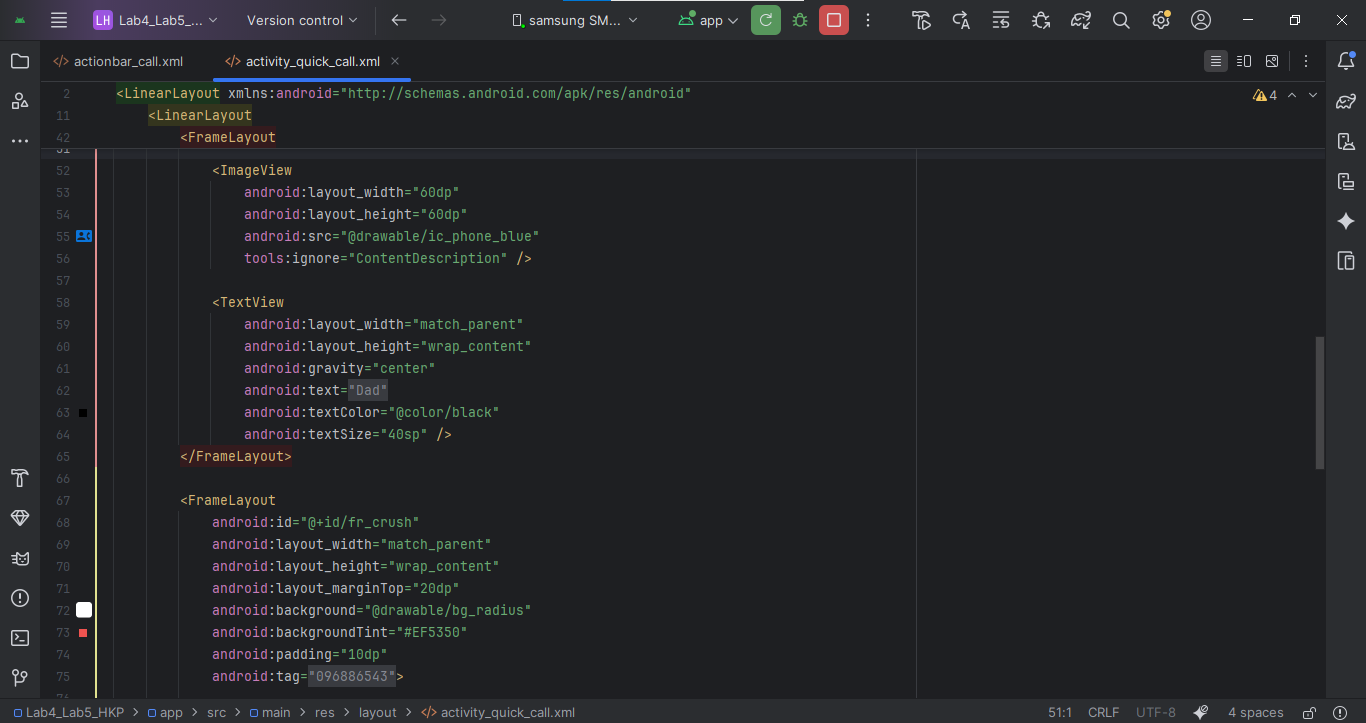 LH Lab4_Lab5_... Version control samsung SM... app
actionbar_call.xml activity_quick_call.xml
2 <LinearLayout xmlns:android="http://schemas.android.com/apk/res/android" 4
11 <LinearLayout
42 <FrameLayout
51
52 <ImageView
53 android:layout_width="60dp"
54 android:layout_height="60dp"
55 android:src="@drawable/ic_phone_blue"
56 tools:ignore="ContentDescription" />
57
58 <TextView
59 android:layout_width="match_parent"
60 android:layout_height="wrap_content"
61 android:gravity="center"
62 android:text="Dad"
63 android:textColor="@color/black"
64 android:textSize="40sp" />
65 </FrameLayout>
66
67 <FrameLayout
68 android:id="@+id/fr_crush"
69 android:layout_width="match_parent"
70 android:layout_height="wrap_content"
71 android:layout_marginTop="20dp"
72 android:background="@drawable/bg_radius"
73 android:backgroundTint="#EF5350"
74 android:padding="10dp"
75 android:tag="096886543">
76
Lab4_Lab5_HKP > app > src > main > res > layout > activity_quick_call.xml 51:1 CRLF UTF-8 4 spaces